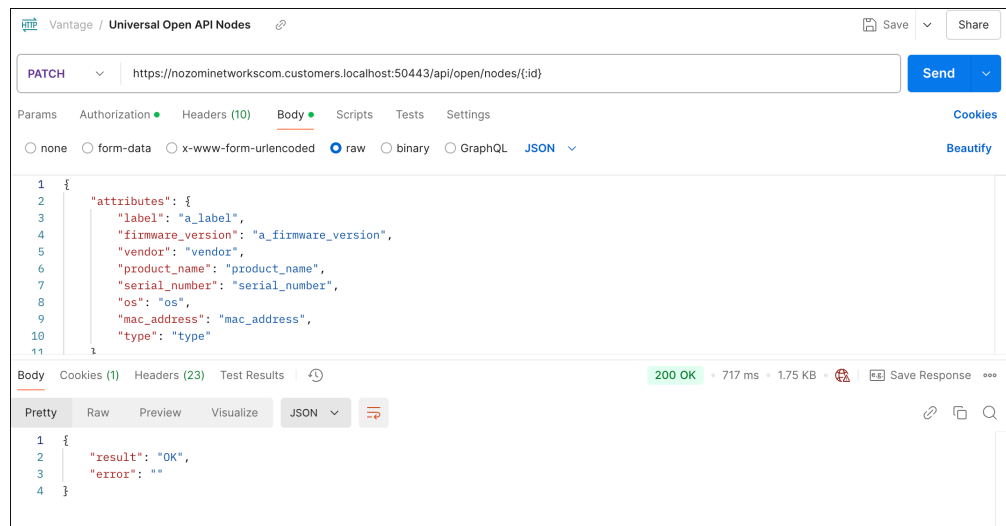 HTTP Vantage / Universal Open API Nodes Save Share
PATCH https://nozominetworkscom.customers.localhost:50443/api/open/nodes/{:id} Send
Params Authorization Headers (10) Body Scripts Tests Settings Cookies
none form-data x-www-form-urlencoded raw binary GraphQL JSON Beautify
1 {
2 "attributes": {
3 "label": "a_label",
4 "firmware_version": "a_firmware_version",
5 "vendor": "vendor",
6 "product_name": "product_name",
7 "serial_number": "serial_number",
8 "os": "os",
9 "mac_address": "mac_address",
10 "type": "type"
11 }
Body Cookies (1) Headers (23) Test Results 200 OK 717 ms 1.75 KB e.g. Save Response
Pretty Raw Preview Visualize JSON
1 {
2 "result": "OK",
3 "error": ""
4 }